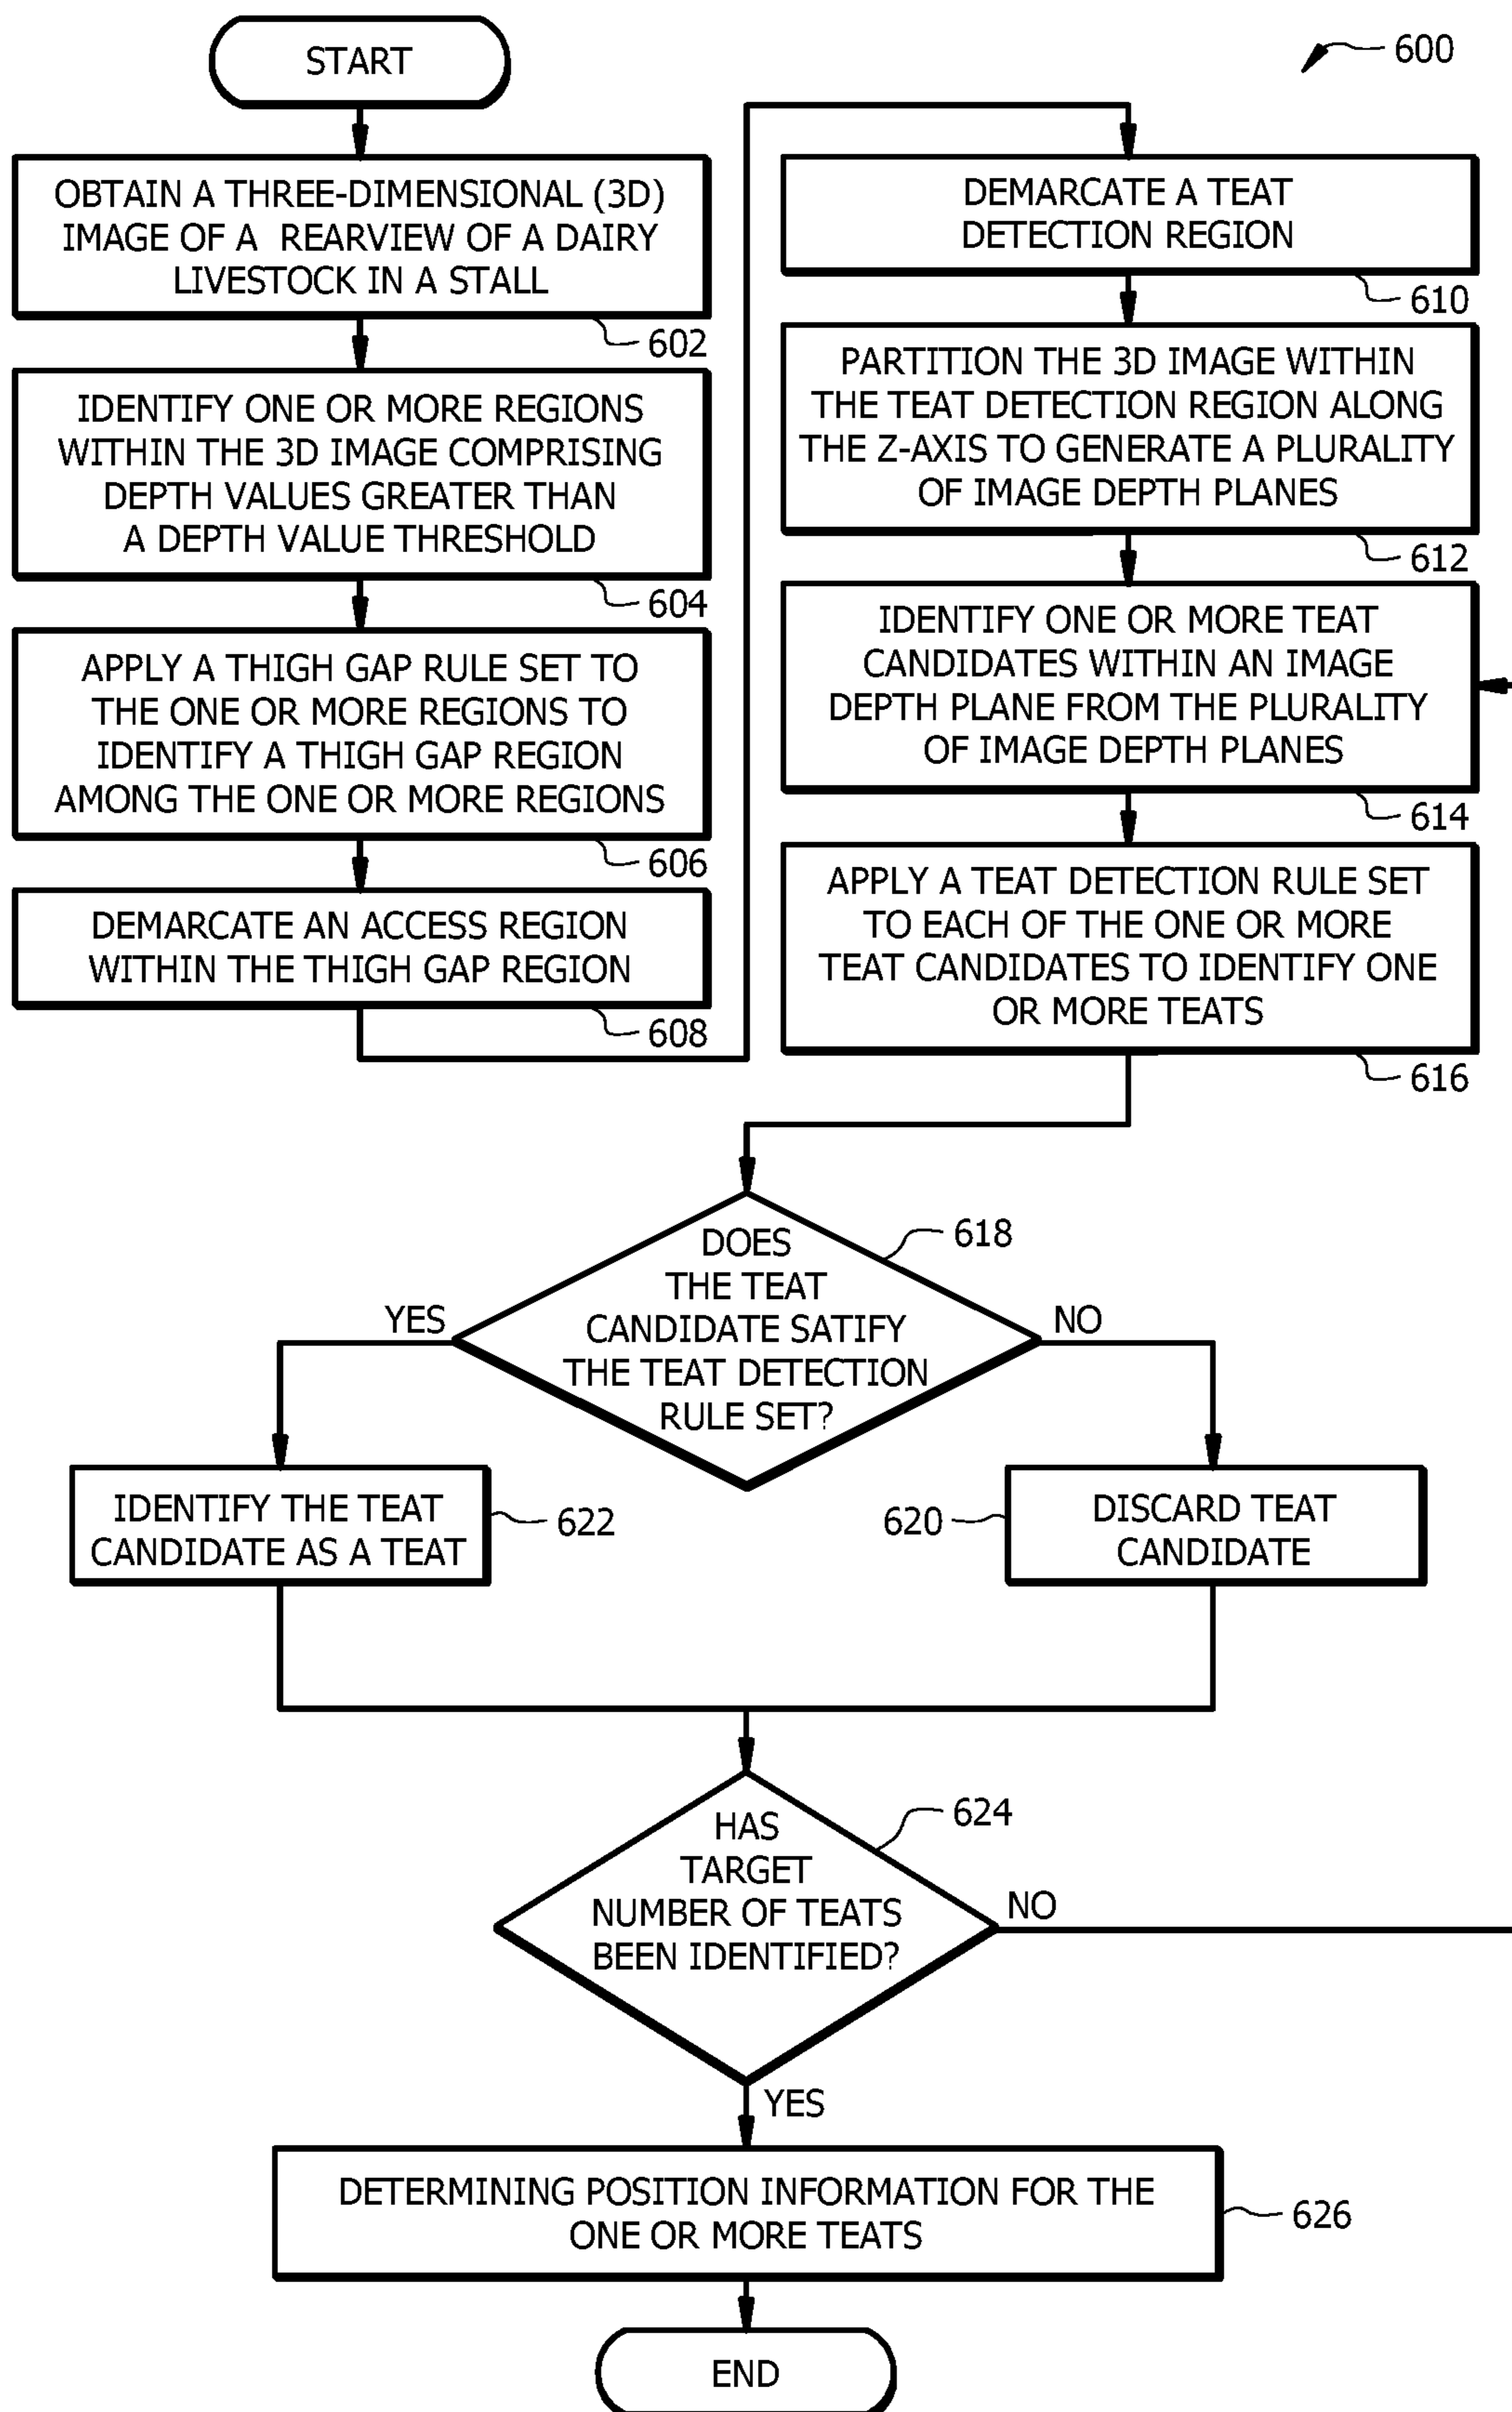 START
600
OBTAIN A THREE-DIMENSIONAL (3D)
IMAGE OF A REARVIEW OF A DAIRY
LIVESTOCK IN A STALL
602
IDENTIFY ONE OR MORE REGIONS
WITHIN THE 3D IMAGE COMPRISING
DEPTH VALUES GREATER THAN
A DEPTH VALUE THRESHOLD
604
APPLY A THIGH GAP RULE SET TO
THE ONE OR MORE REGIONS TO
IDENTIFY A THIGH GAP REGION
AMONG THE ONE OR MORE REGIONS
606
DEMARCATE AN ACCESS REGION
WITHIN THE THIGH GAP REGION
608
DEMARCATE A TEAT
DETECTION REGION
610
PARTITION THE 3D IMAGE WITHIN
THE TEAT DETECTION REGION ALONG
THE Z-AXIS TO GENERATE A PLURALITY
OF IMAGE DEPTH PLANES
612
IDENTIFY ONE OR MORE TEAT
CANDIDATES WITHIN AN IMAGE
DEPTH PLANE FROM THE PLURALITY
OF IMAGE DEPTH PLANES
614
APPLY A TEAT DETECTION RULE SET
TO EACH OF THE ONE OR MORE
TEAT CANDIDATES TO IDENTIFY ONE
OR MORE TEATS
616
DOES
THE TEAT
CANDIDATE SATIFY
THE TEAT DETECTION
RULE SET?
618
YES
NO
IDENTIFY THE TEAT
CANDIDATE AS A TEAT
622
620
DISCARD TEAT
CANDIDATE
HAS
TARGET
NUMBER OF TEATS
BEEN IDENTIFIED?
624
NO
YES
DETERMINING POSITION INFORMATION FOR THE
ONE OR MORE TEATS
626
END